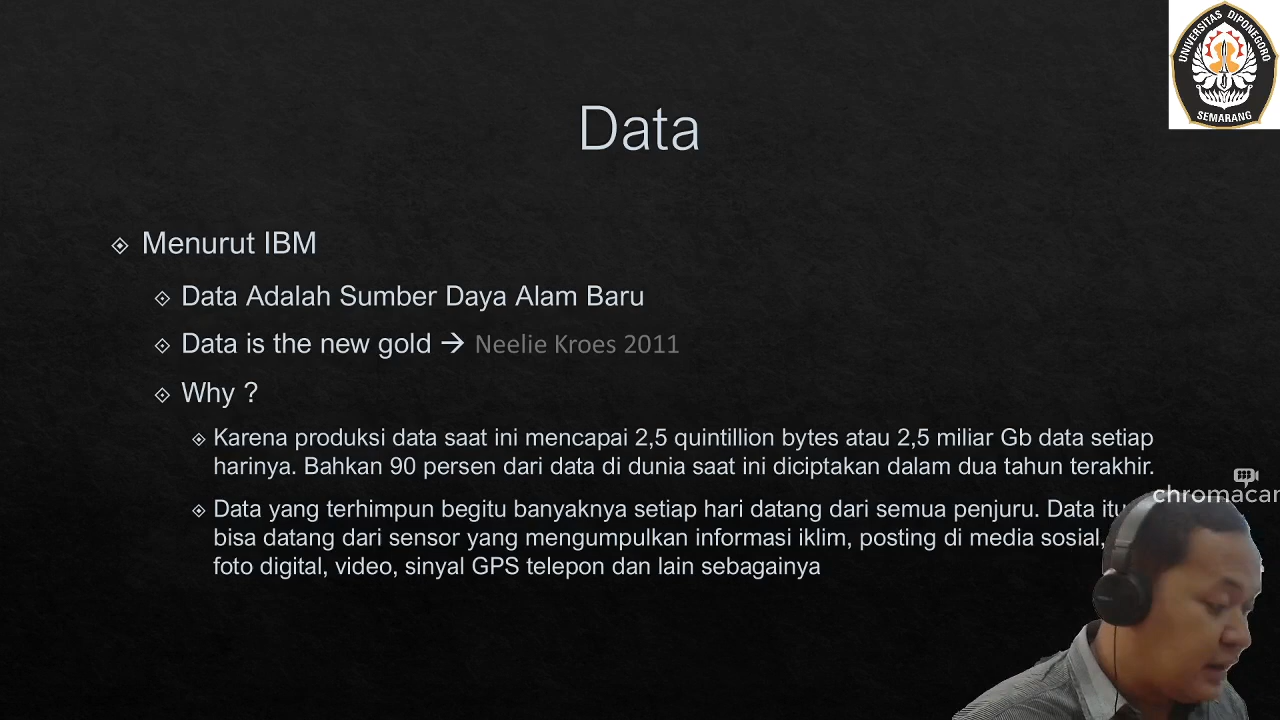 UNIVERSITAS DIPONEGORO
SEMARANG
Data
Menurut IBM
Data Adalah Sumber Daya Alam Baru
Data is the new gold → Neelie Kroes 2011
Why ?
Karena produksi data saat ini mencapai 2,5 quintillion bytes atau 2,5 miliar Gb data setiap
harinya. Bahkan 90 persen dari data di dunia saat ini diciptakan dalam dua tahun terakhir.
Data yang terhimpun begitu banyaknya setiap hari datang dari semua penjuru. Data itu
bisa datang dari sensor yang mengumpulkan informasi iklim, posting di media sosial,
foto digital, video, sinyal GPS telepon dan lain sebagainya
chromacam